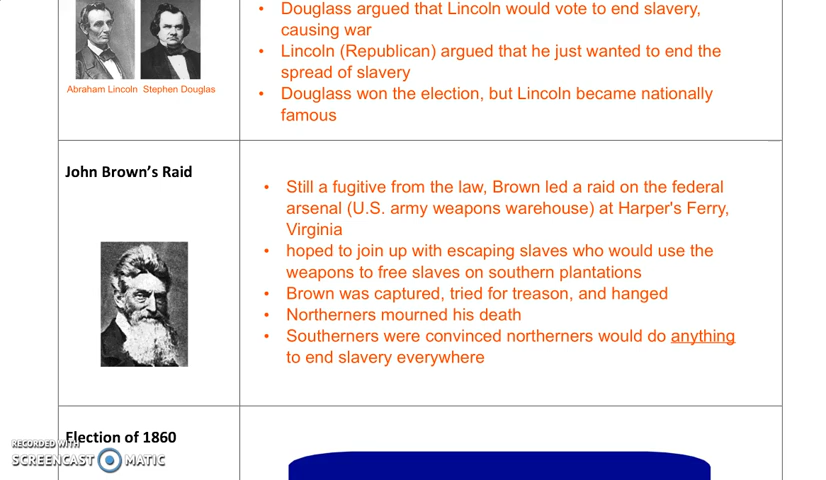 Douglass argued that Lincoln would vote to end slavery,
causing war
Lincoln (Republican) argued that he just wanted to end the
spread of slavery
Douglass won the election, but Lincoln became nationally
famous
Abraham Lincoln Stephen Douglas
John Brown’s Raid
Still a fugitive from the law, Brown led a raid on the federal
arsenal (U.S. army weapons warehouse) at Harper's Ferry,
Virginia
hoped to join up with escaping slaves who would use the
weapons to free slaves on southern plantations
Brown was captured, tried for treason, and hanged
Northerners mourned his death
Southerners were convinced northerners would do anything
to end slavery everywhere
Election of 1860
RECORDED WITH
SCREENCAST MATIC